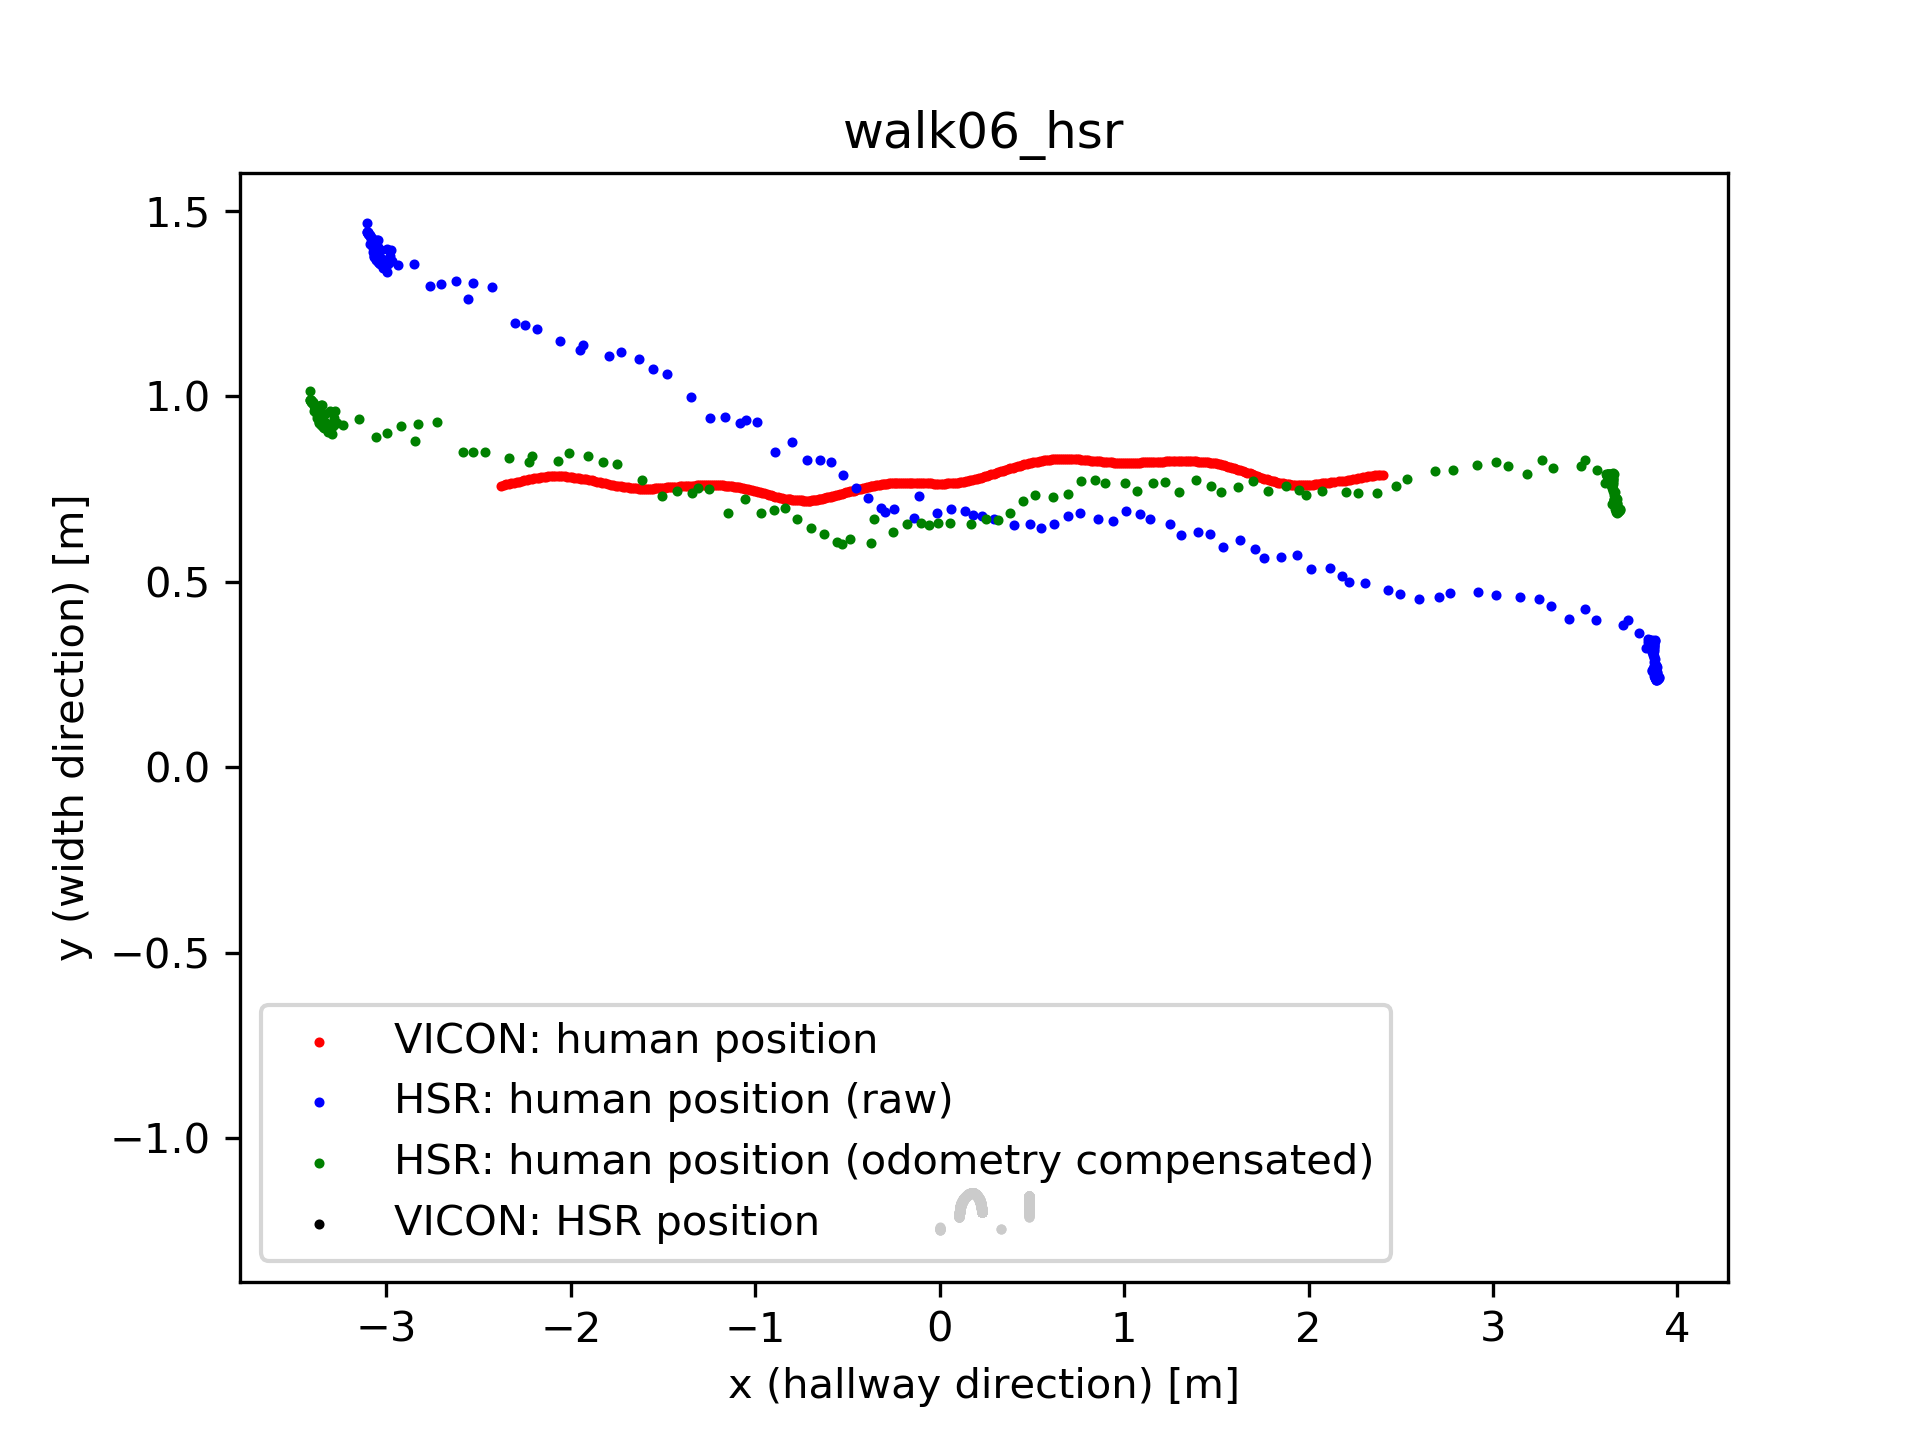 walk06_hsr
1.5
1.0
0.5
0.0
−0.5
−1.0
y (width direction) [m]
VICON: human position
HSR: human position (raw)
HSR: human position (odometry compensated)
VICON: HSR position
−3 −2 −1 0 1 2 3 4
x (hallway direction) [m]